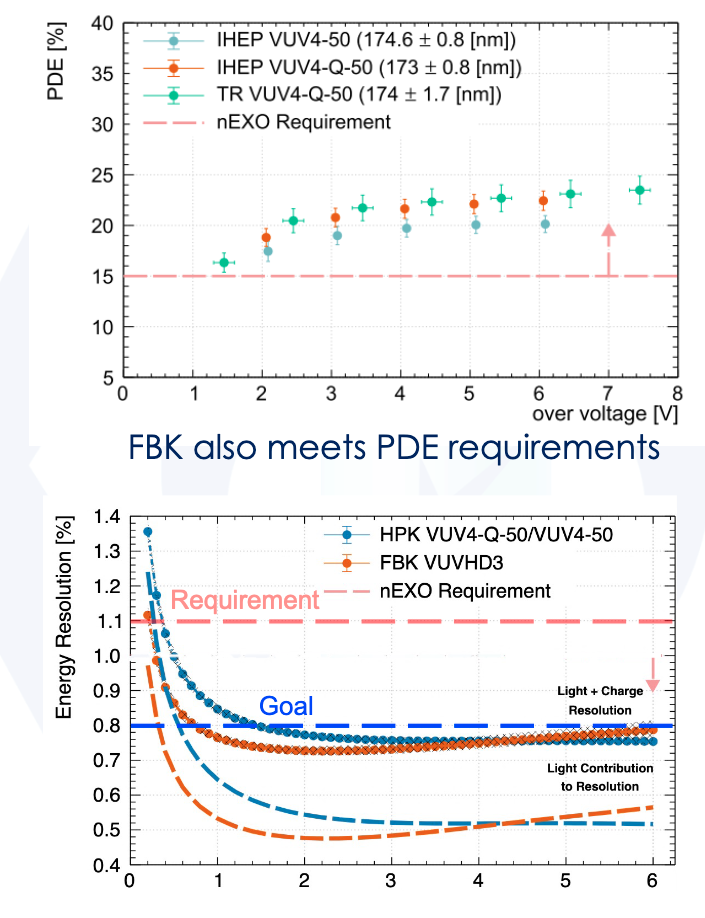 40
35
30
25
20
15
10
5
PDE [%]
IHEP VUV4-50 (174.6 ± 0.8 [nm])
IHEP VUV4-Q-50 (173 ± 0.8 [nm])
TR VUV4-Q-50 (174 ± 1.7 [nm])
nEXO Requirement
0 1 2 3 4 5 6 7 8
over voltage [V]
FBK also meets PDE requirements
1.4
1.3
1.2
1.1
1.0
0.9
0.8
0.7
0.6
0.5
0.4
Energy Resolution [%]
HPK VUV4-Q-50/VUV4-50
FBK VUVHD3
nEXO Requirement
Requirement
Goal
Light + Charge
Resolution
Light Contribution
to Resolution
0 1 2 3 4 5 6